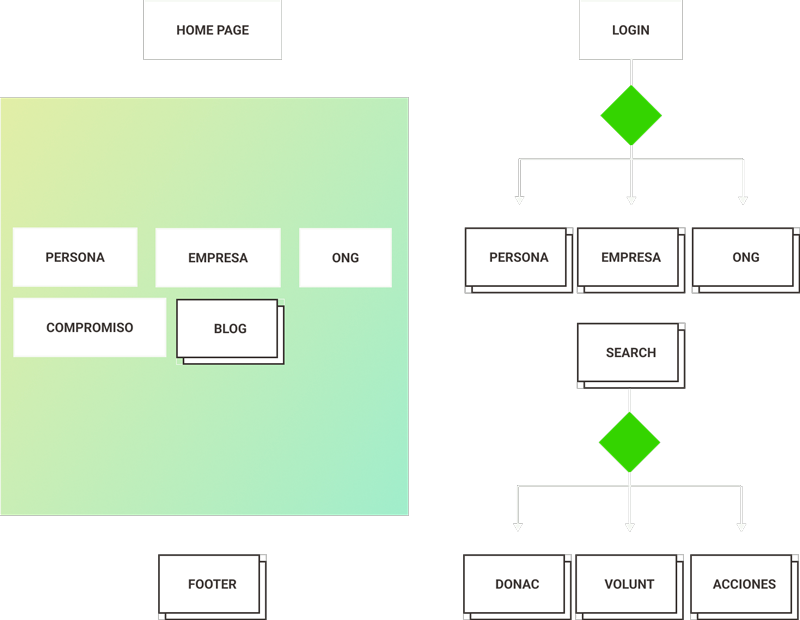 HOME PAGE
LOGIN
PERSONA
EMPRESA
ONG
COMPROMISO
BLOG
PERSONA
EMPRESA
ONG
SEARCH
FOOTER
DONAC
VOLUNT
ACCIONES